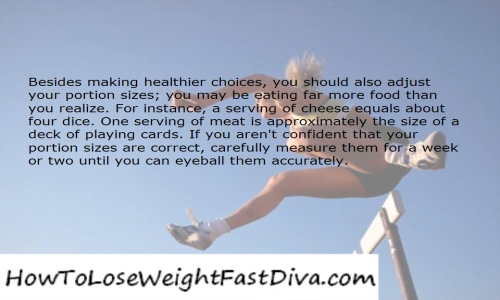 Besides making healthier choices, you should also adjust
your portion sizes; you may be eating far more food than
you realize. For instance, a serving of cheese equals about
four dice. One serving of meat is approximately the size of a
deck of playing cards. If you aren't confident that your
portion sizes are correct, carefully measure them for a week
or two until you can eyeball them accurately.
HowToLoseWeightFastDiva.com